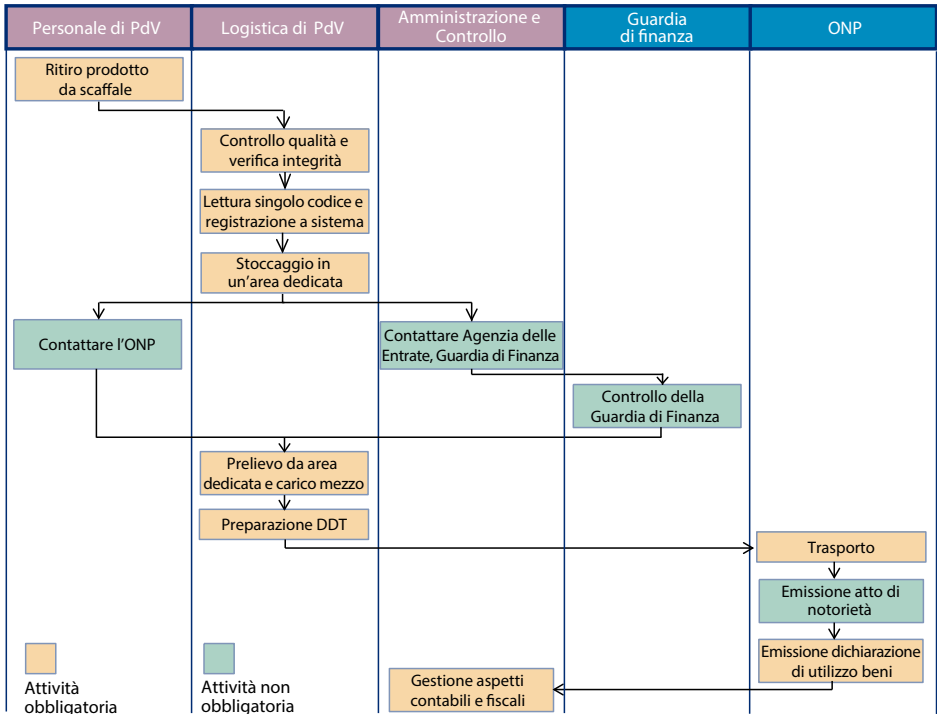 Personale di PdV
Logistica di PdV
Amministrazione e
Controllo
Guardia
di finanza
ONP
Ritiro prodotto
da scaffale
Controllo qualità e
verifica integrità
Lettura singolo codice e
registrazione a sistema
Stoccaggio in
un'area dedicata
Contattare l'ONP
Contattare Agenzia delle
Entrate, Guardia di Finanza
Controllo della
Guardia di Finanza
Prelievo da area
dedicata e carico mezzo
Preparazione DDT
Trasporto
Emissione atto di
notorietà
Emissione dichiarazione
di utilizzo beni
Gestione aspetti
contabili e fiscali
Attività
obbligatoria
Attività non
obbligatoria